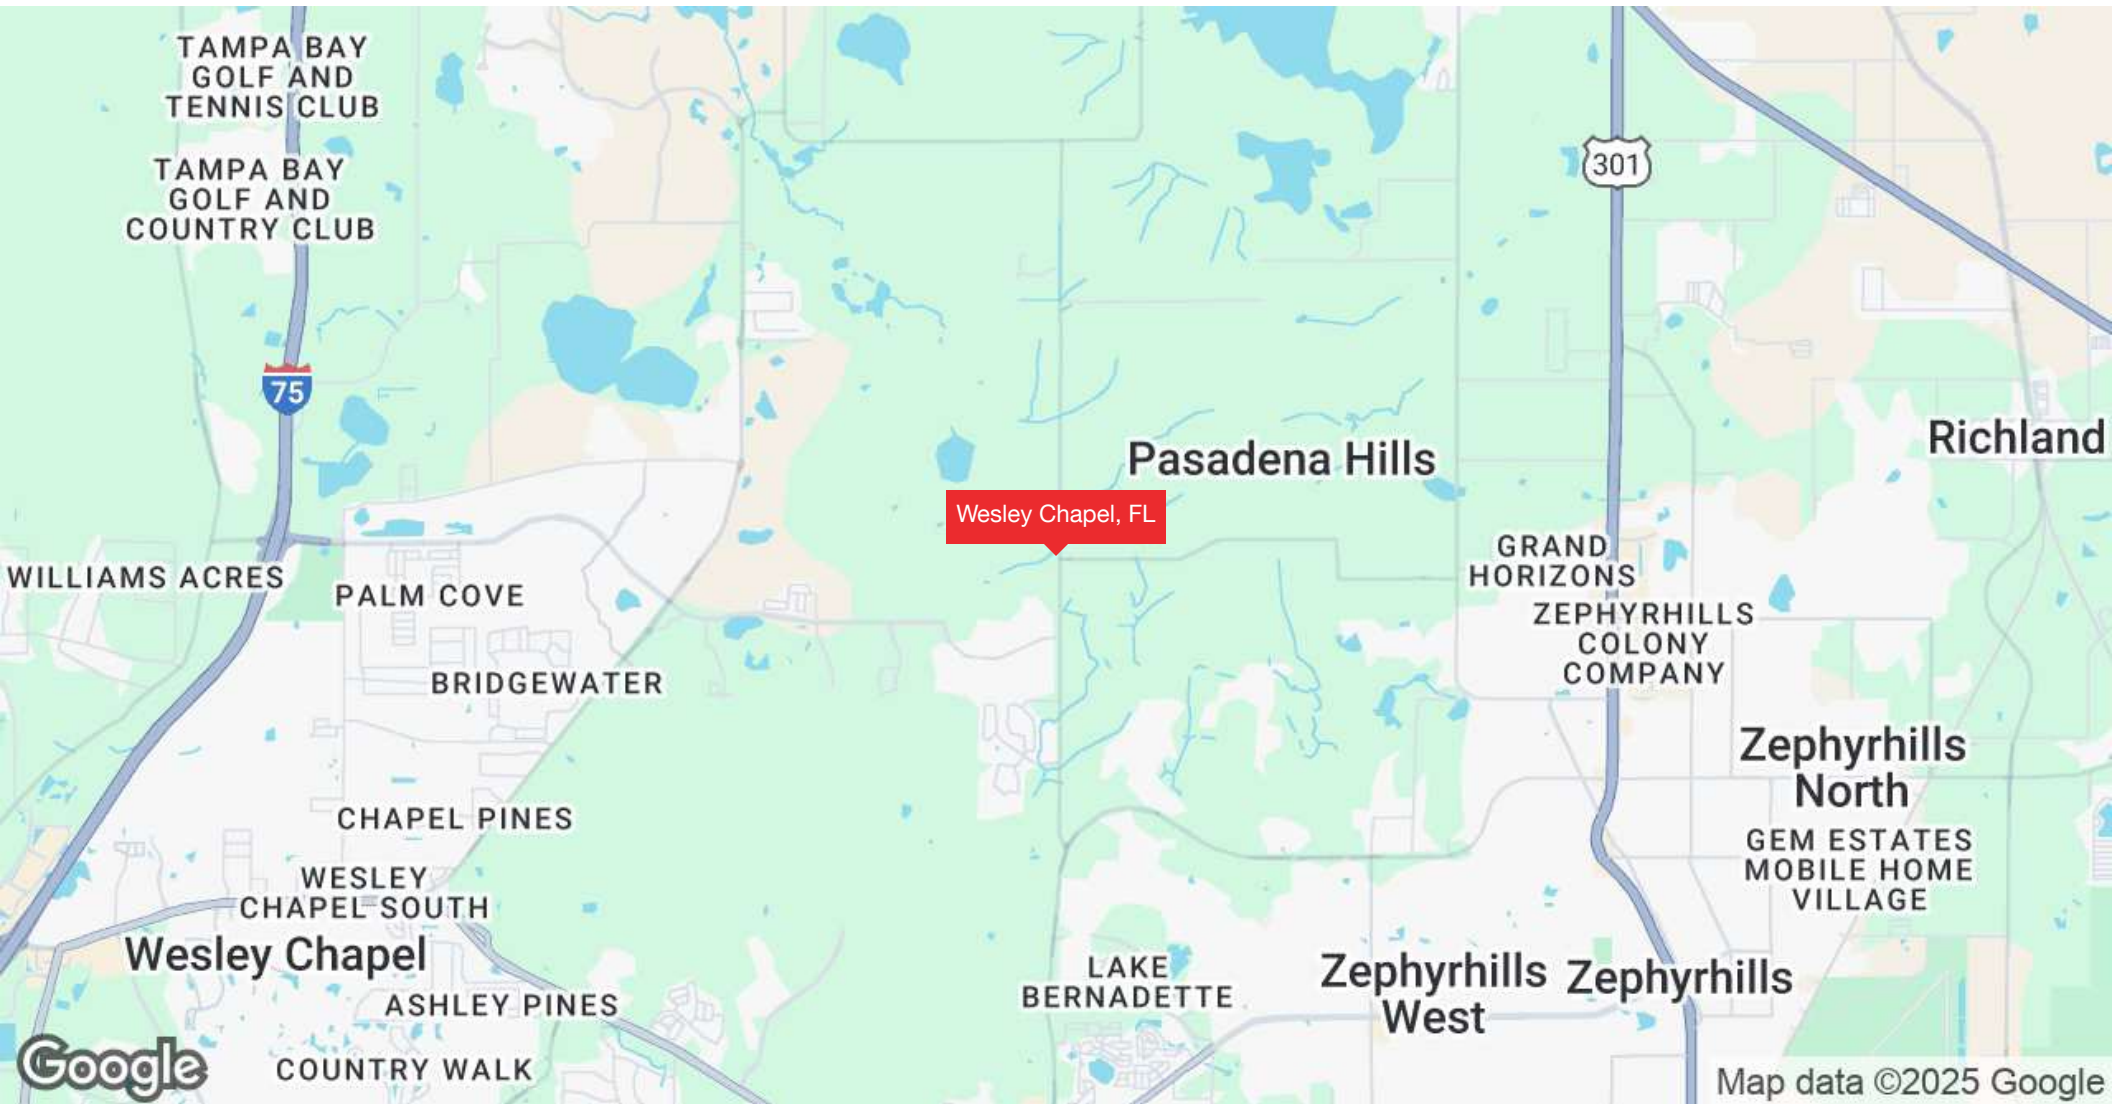 TAMPA BAY
GOLF AND
TENNIS CLUB
TAMPA BAY
GOLF AND
COUNTRY CLUB
301
75
Richland
Pasadena Hills
Wesley Chapel, FL
GRAND
HORIZONS
WILLIAMS ACRES
PALM COVE
ZEPHYRHILLS
COLONY
COMPANY
BRIDGEWATER
Zephyrhills
North
CHAPEL PINES
GEM ESTATES
MOBILE HOME
VILLAGE
WESLEY
CHAPEL SOUTH
Wesley Chapel
LAKE
BERNADETTE
Zephyrhills
West
Zephyrhills
ASHLEY PINES
COUNTRY WALK
Google
Map data ©2025 Google